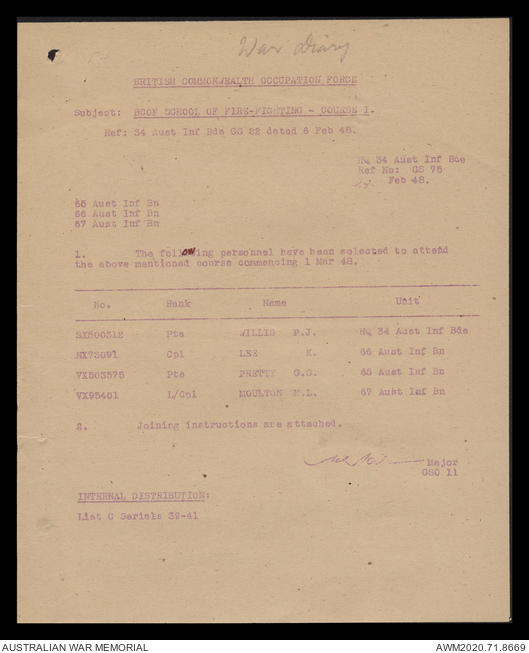 War Diary
BRITISH COMMONWEALTH OCCUPATION FORCE
Subject: BCOF SCHOOL OF FIRE-FIGHTING - COURSE 1.
Ref: 34 Aust Inf Bde GS 22 dated 6 Feb 48.
HQ 34 Aust Inf Bde
Ref No: GS 75
Feb 48.
65 Aust Inf Bn
66 Aust Inf Bn
67 Aust Inf Bn
1. The following personnel have been selected to attend
the above mentioned course commencing 1 Mar 48.
No. Rank Name Unit
SX500312 Pte WILLIS P.J. HQ 34 Aust Inf Bde
NX73091 Cpl LEE K. 66 Aust Inf Bn
VX503575 Pte PRETTY G.G. 65 Aust Inf Bn
VX95401 L/Cpl MOULTON M.L. 67 Aust Inf Bn
2. Joining instructions are attached.
Major
GSO 11
INTERNAL DISTRIBUTION:
List C Serials 39-41
AUSTRALIAN WAR MEMORIAL AWM2020.71.8669